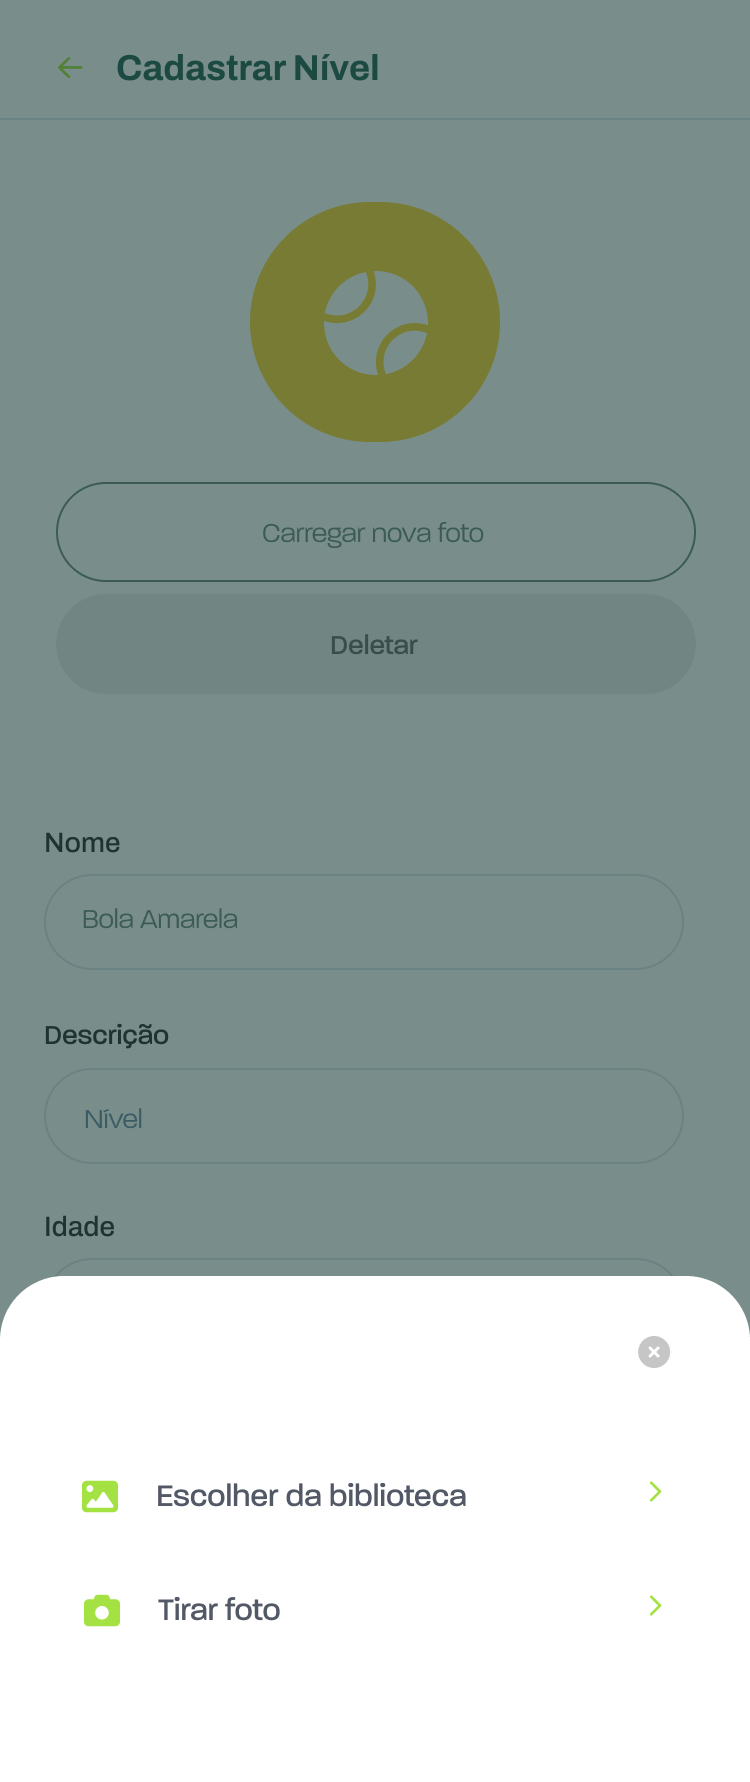 Cadastrar Nível
Carregar nova foto
Deletar
Nome
Bola Amarela
Descrição
Nível
Idade
Escolher da biblioteca
Tirar foto